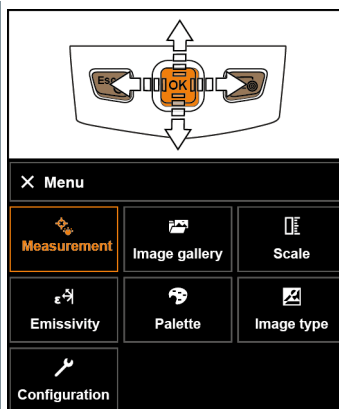 Esc
OK
× Menu
Measurement
Image gallery
Scale
ε
Emissivity
Palette
Image type
Configuration